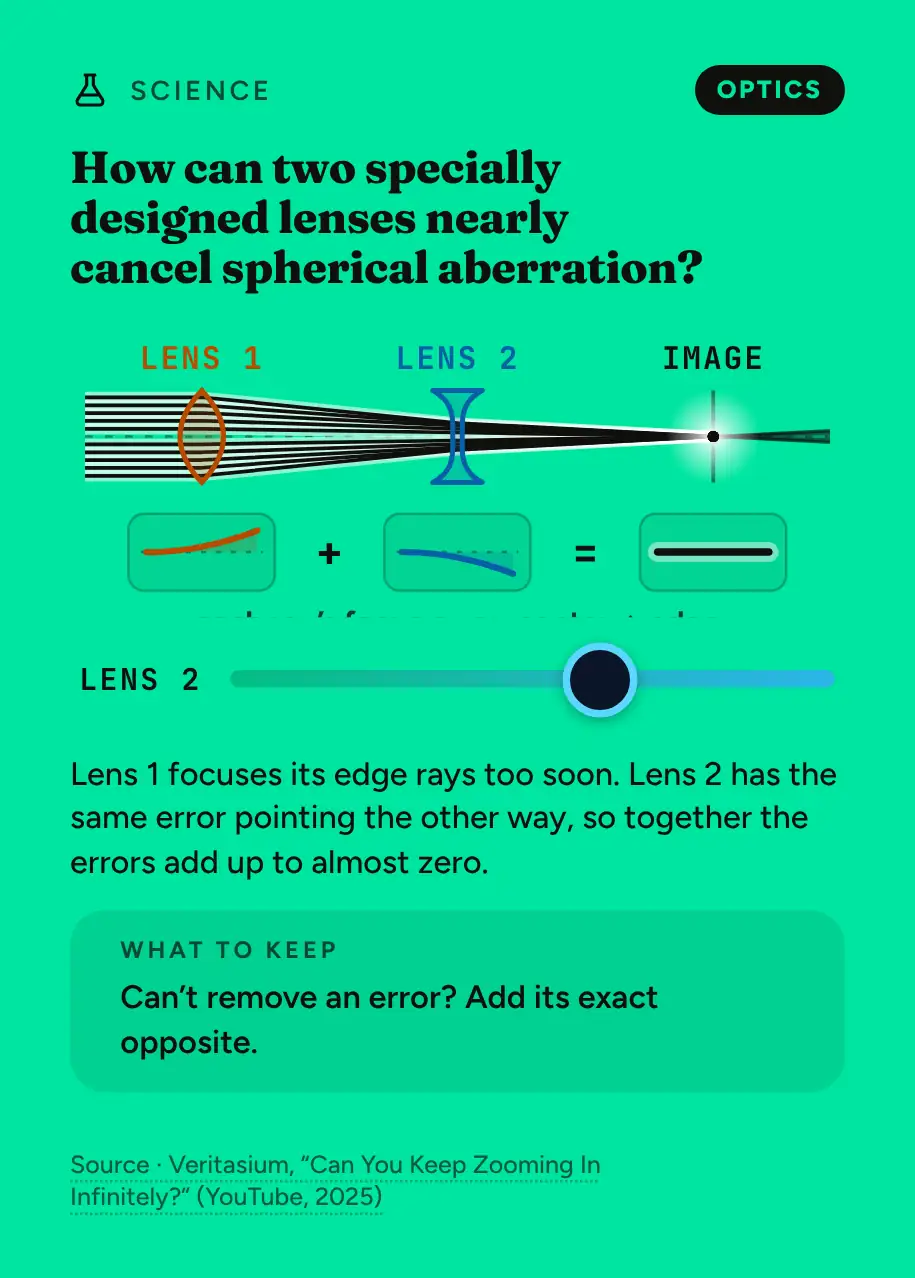 SCIENCE
OPTICS
How can two specially
designed lenses nearly
cancel spherical aberration?
LENS 1
LENS 2
IMAGE
+
=
LENS 2
Lens 1 focuses its edge rays too soon. Lens 2 has the
same error pointing the other way, so together the
errors add up to almost zero.
WHAT TO KEEP
Can’t remove an error? Add its exact
opposite.
Source · Veritasium, “Can You Keep Zooming In
Infinitely?” (YouTube, 2025)